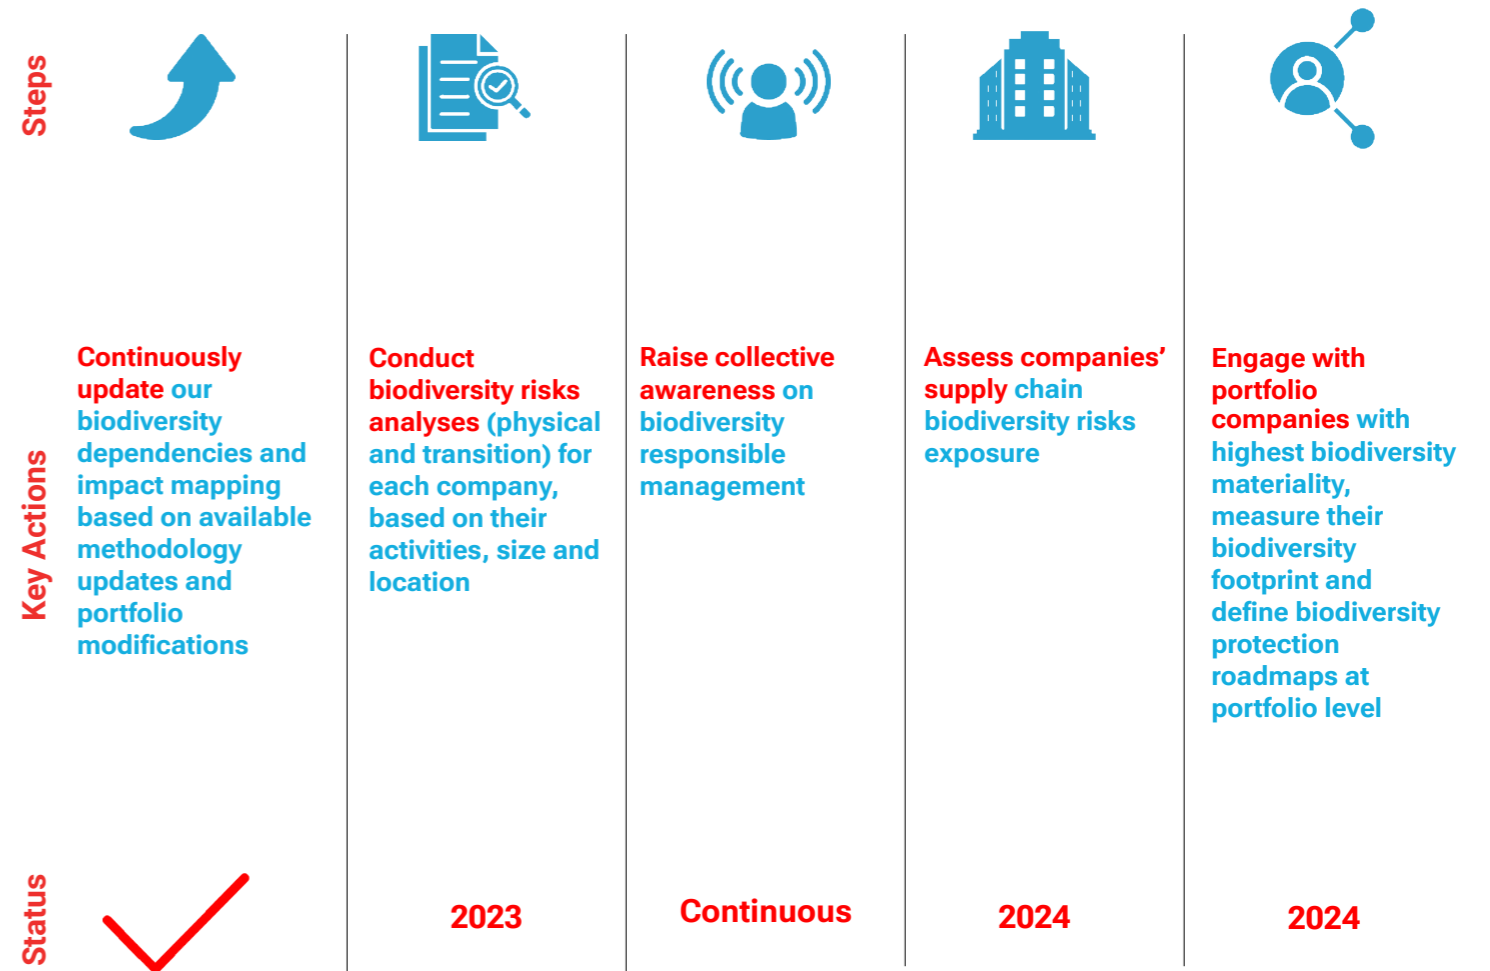 Steps
Key Actions
Continuously
update our
biodiversity
dependencies and
impact mapping
based on available
methodology
updates and
portfolio
modifications
Conduct
biodiversity risks
analyses (physical
and transition) for
each company,
based on their
activities, size and
location
Raise collective
awareness on
biodiversity
responsible
management
Assess companies’
supply chain
biodiversity risks
exposure
Engage with
portfolio
companies with
highest biodiversity
materiality,
measure their
biodiversity
footprint and
define biodiversity
protection
roadmaps at
portfolio level
Status
2023
Continuous
2024
2024